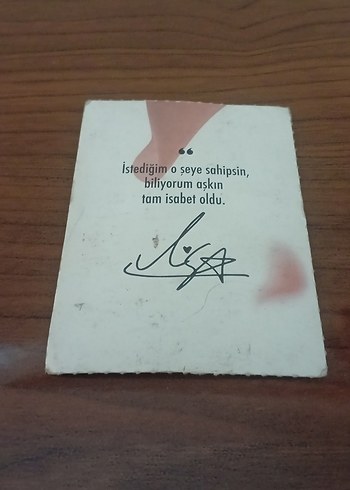 ❝
İstediğim o şeye sahipsin,
biliyorum aşkın
tam isabet oldu.